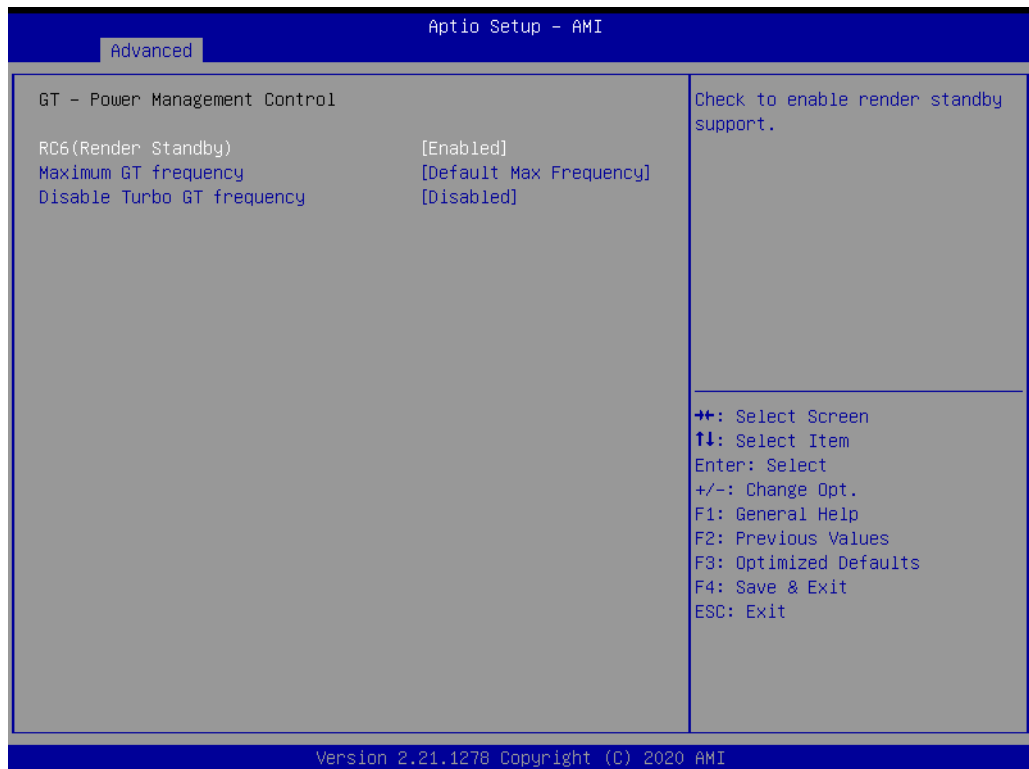 Aptio Setup – AMI
Advanced
GT – Power Management Control
RC6(Render Standby) [Enabled]
Maximum GT frequency [Default Max Frequency]
Disable Turbo GT frequency [Disabled]
Check to enable render standby
support.
→←: Select Screen
↑↓: Select Item
Enter: Select
+/-: Change Opt.
F1: General Help
F2: Previous Values
F3: Optimized Defaults
F4: Save & Exit
ESC: Exit
Version 2.21.1278 Copyright (C) 2020 AMI